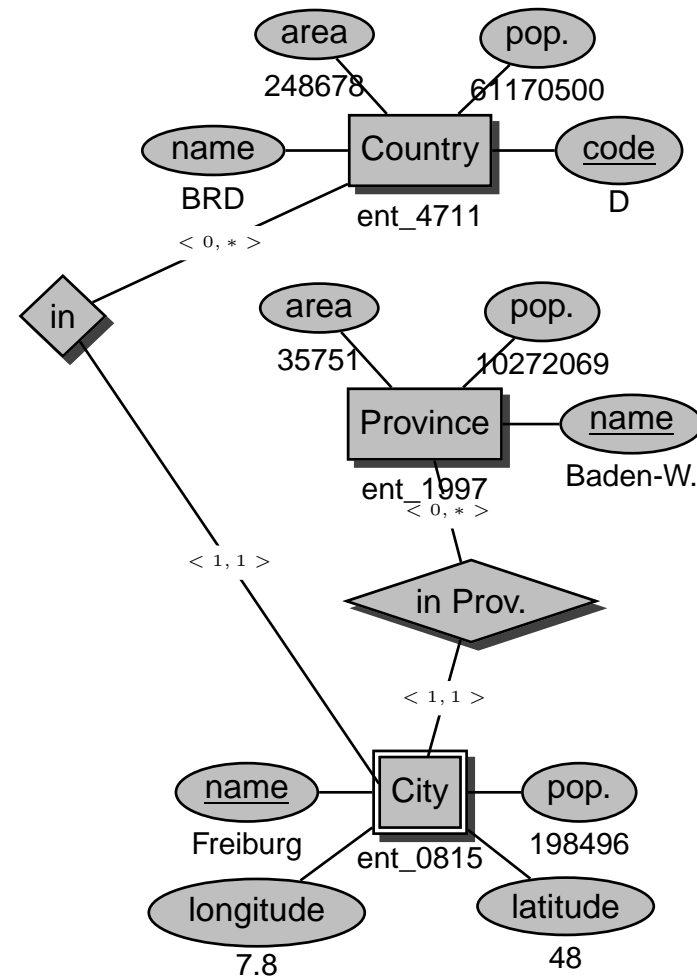 area
pop.
248678
61170500
name
Country
code
BRD
ent_4711
D
< 0, * >
in
area
pop.
35751
10272069
Province
name
ent_1997
Baden-W.
< 0, * >
< 1, 1 >
in Prov.
< 1, 1 >
name
City
pop.
Freiburg
ent_0815
198496
longitude
latitude
7.8
48